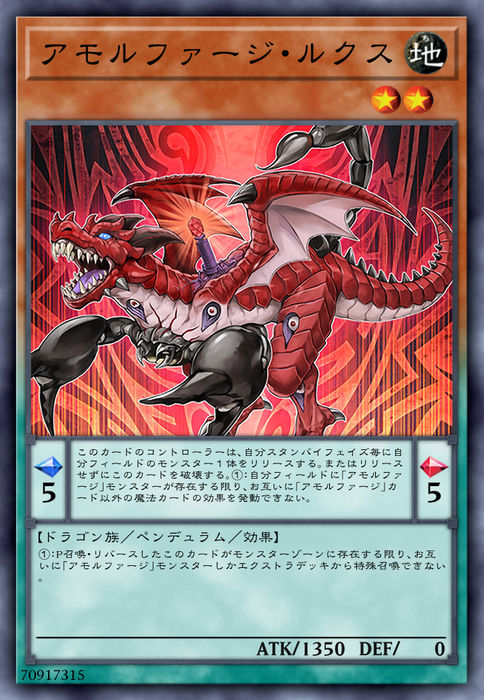 アモルファージ・ルクス
地
ち
このカードのコントローラーは、自分スタンバイフェイズ毎に自
分フィールドのモンスター１体をリリースする。またはリリース
せずにこのカードを破壊する。①:自分フィールドに「アモルファ
ージ」モンスターが存在する限り、お互いに「アモルファージ」カ
ード以外の魔法カードの効果を発動できない。
5
5
【ドラゴン族／ペンデュラム／効果】
①:P召喚・リバースしたこのカードがモンスターゾーンに存在する限り、お互
いに「アモルファージ」モンスターしかエクストラデッキから特殊召喚できない
。
ATK/1350 DEF/ 0
70917315